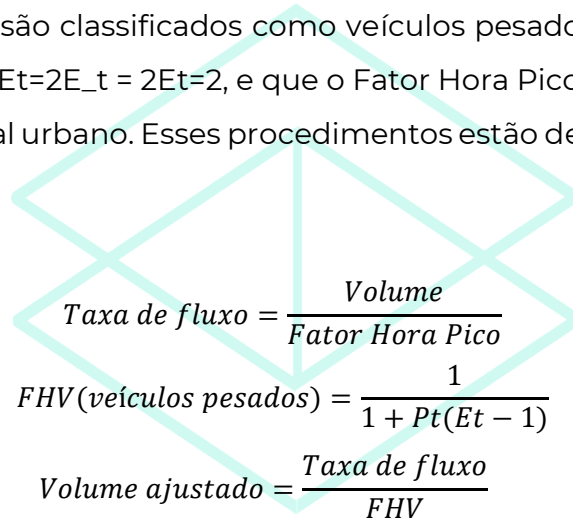 são classificados como veículos pesado
Et=2E_t = 2Et=2, e que o Fator Hora Pico
al urbano. Esses procedimentos estão de
Taxa de fluxo = Volume / Fator Hora Pico
FHV(veículos pesados) = 1 / 1 + Pt(Et − 1)
Volume ajustado = Taxa de fluxo / FHV